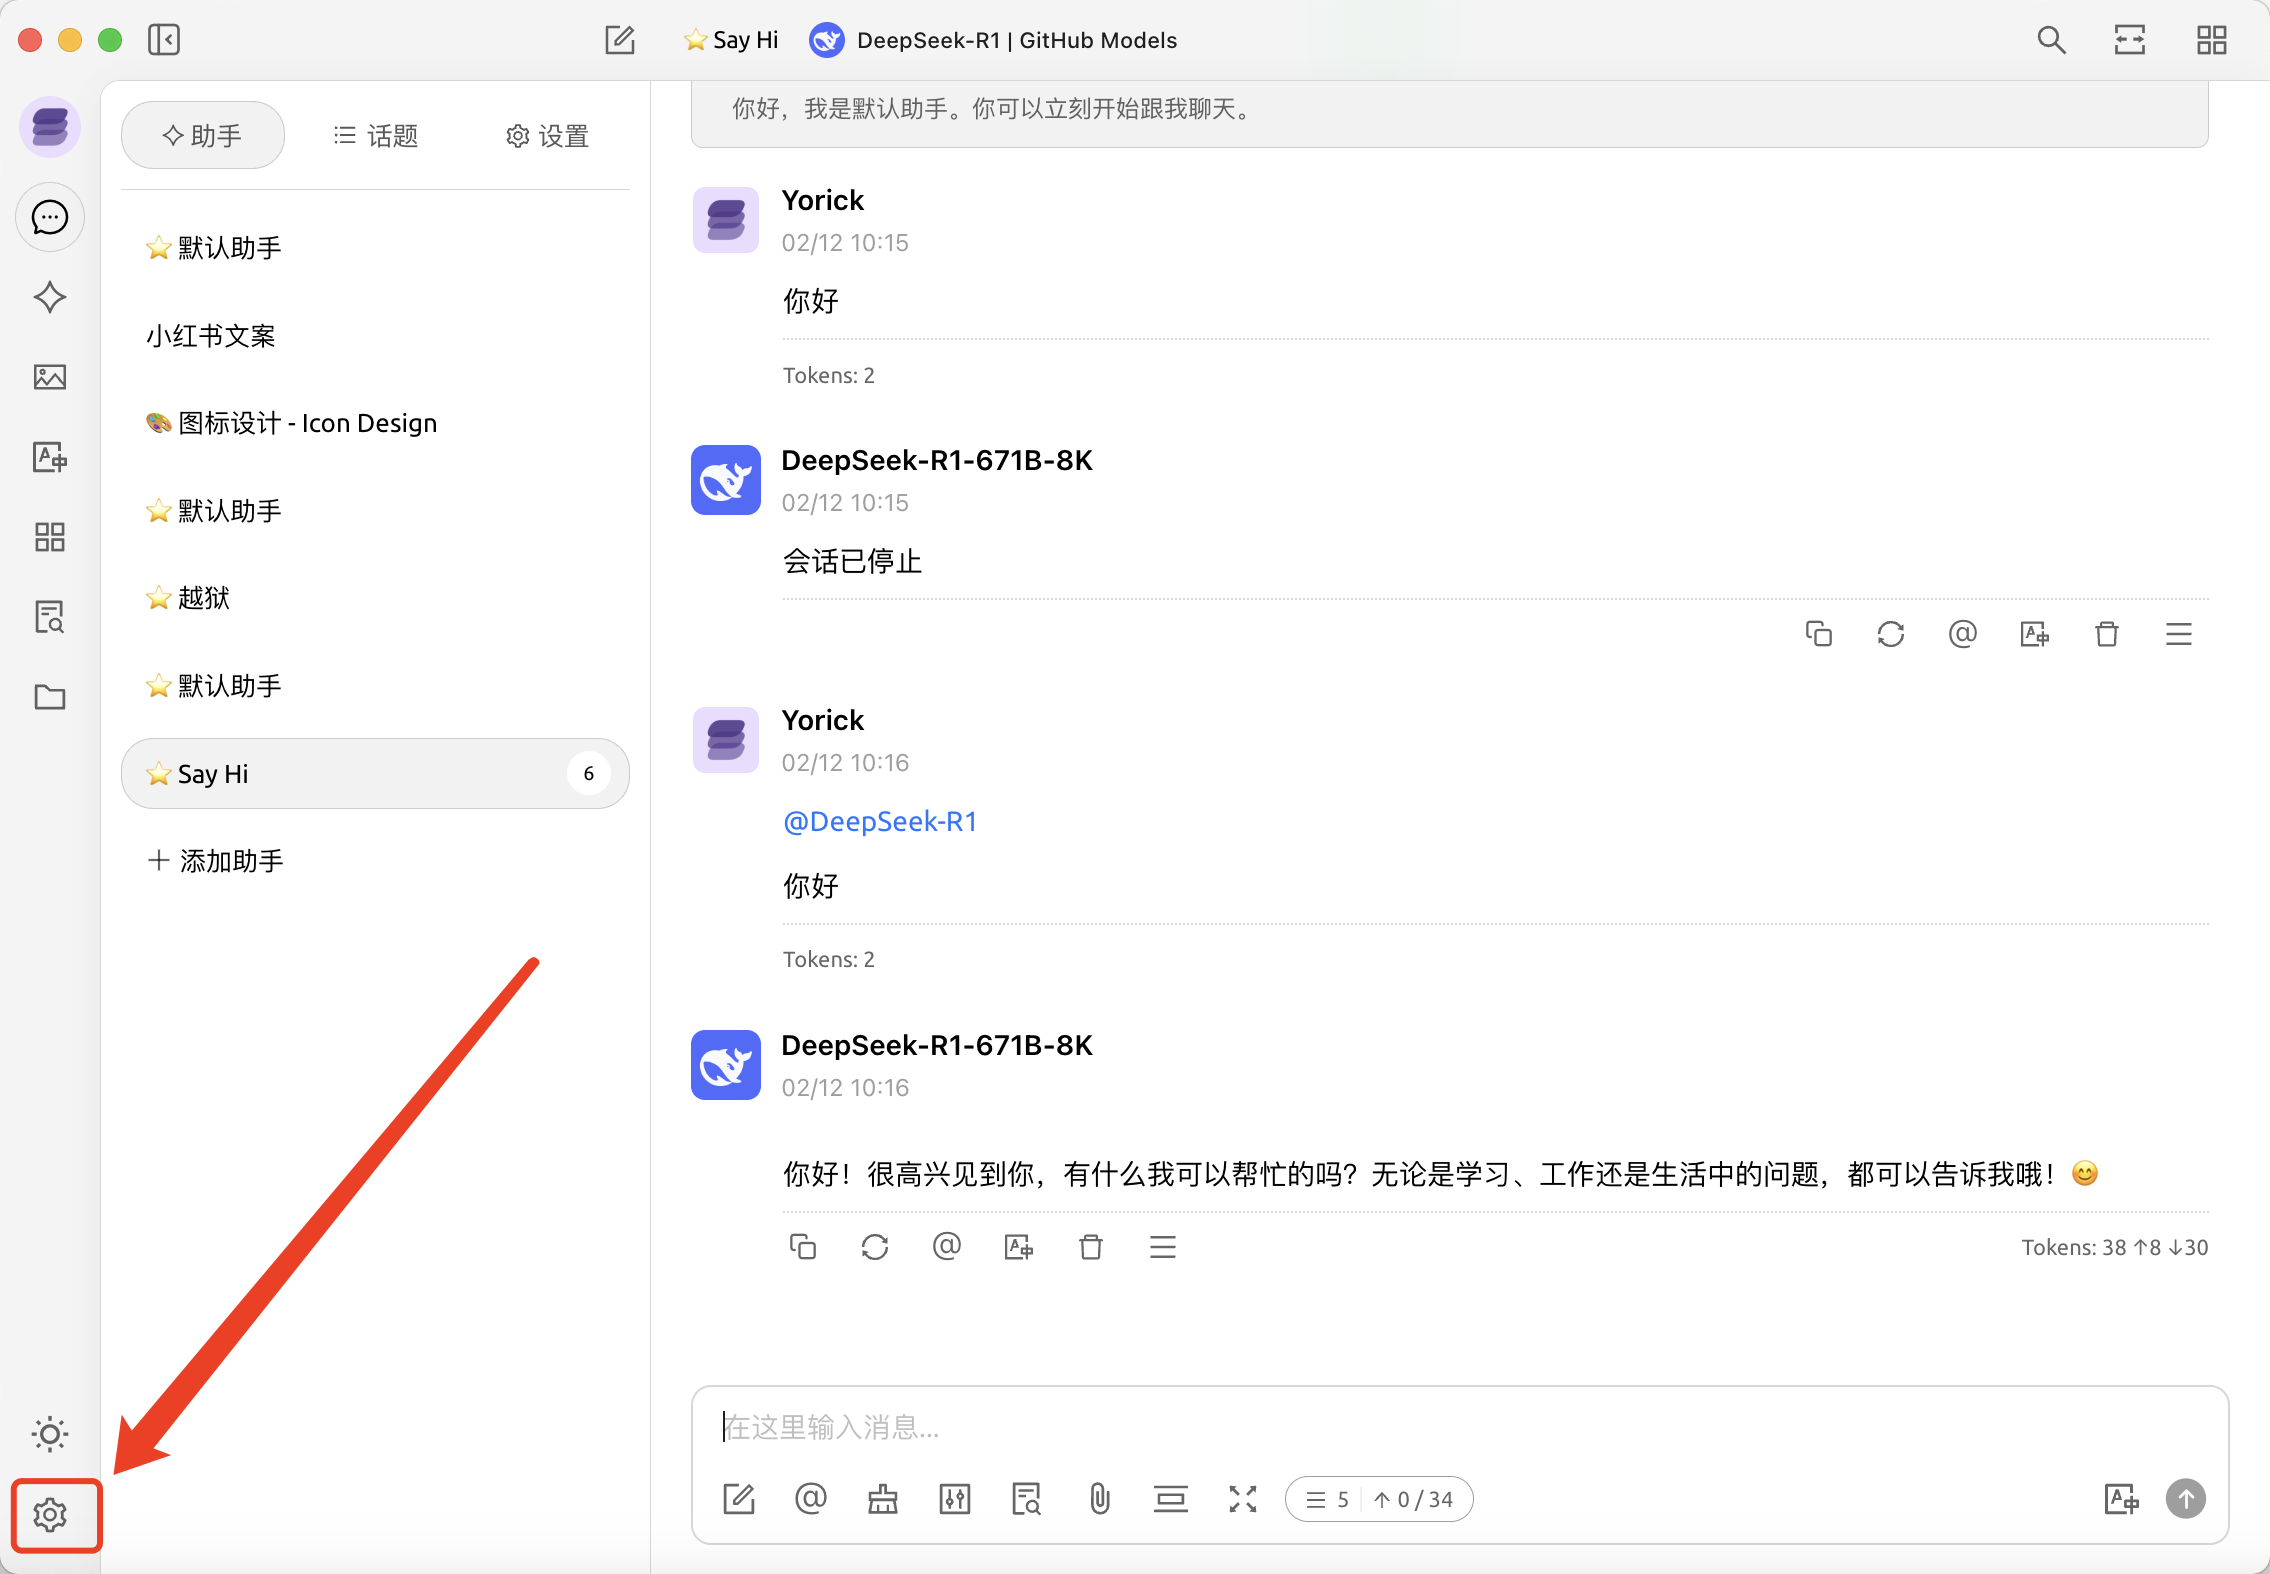 Say Hi
DeepSeek-R1 | GitHub Models
助手
话题
设置
默认助手
小红书文案
图标设计 - Icon Design
默认助手
越狱
默认助手
Say Hi
6
添加助手
你好，我是默认助手。你可以立刻开始跟我聊天。
Yorick
02/12 10:15
你好
Tokens: 2
DeepSeek-R1-671B-8K
02/12 10:15
会话已停止
Yorick
02/12 10:16
@DeepSeek-R1
你好
Tokens: 2
DeepSeek-R1-671B-8K
02/12 10:16
你好！很高兴见到你，有什么我可以帮忙的吗？无论是学习、工作还是生活中的问题，都可以告诉我哦！😊
Tokens: 38 ↑8 ↓30
在这里输入消息...
5 ↑ 0 / 34